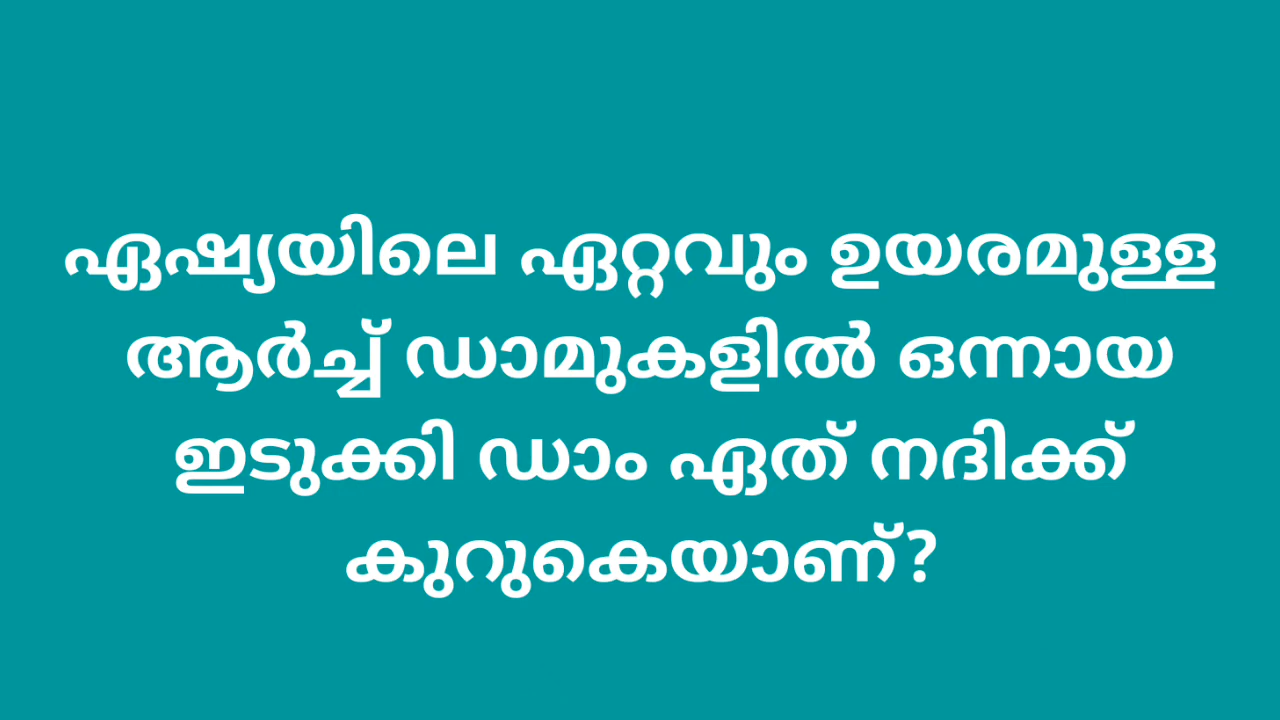 ഏഷ്യയിലെ ഏറ്റവും ഉയരമുള്ള
ആർച്ച് ഡാമുകളിൽ ഒന്നായ
ഇടുക്കി ഡാം ഏത് നദിക്ക്
കുറുകെയാണ്?